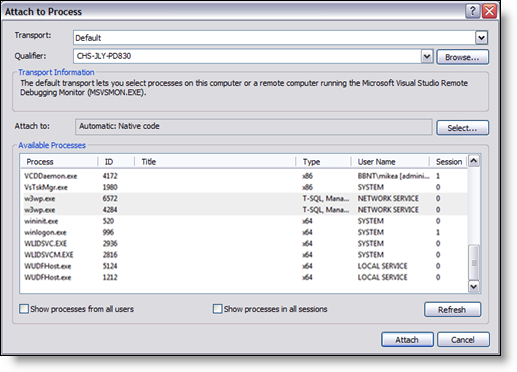 Attach to Process
Transport: Default
Qualifier: CHS-JLY-PD830 Browse...
Transport Information
The default transport lets you select processes on this computer or a remote computer running the Microsoft Visual Studio Remote
Debugging Monitor (MSVSMON.EXE).
Attach to: Automatic: Native code Select...
Available Processes
Process ID Title Type User Name Session
VCDDaemon.exe 4172 x86 BBNT\mikea [admini... 1
VsTskMgr.exe 1980 x86 SYSTEM 0
w3wp.exe 6572 T-SQL, Mana... NETWORK SERVICE 0
w3wp.exe 4284 T-SQL, Mana... NETWORK SERVICE 0
wininit.exe 520 x64 SYSTEM 0
winlogon.exe 996 x64 SYSTEM 1
WLIDSVC.EXE 2936 x64 SYSTEM 0
WLIDSVCM.EXE 2816 x64 SYSTEM 0
WUDFHost.exe 5124 x64 LOCAL SERVICE 0
WUDFHost.exe 1212 x64 LOCAL SERVICE 0
Show processes from all users Show processes in all sessions Refresh
Attach Cancel